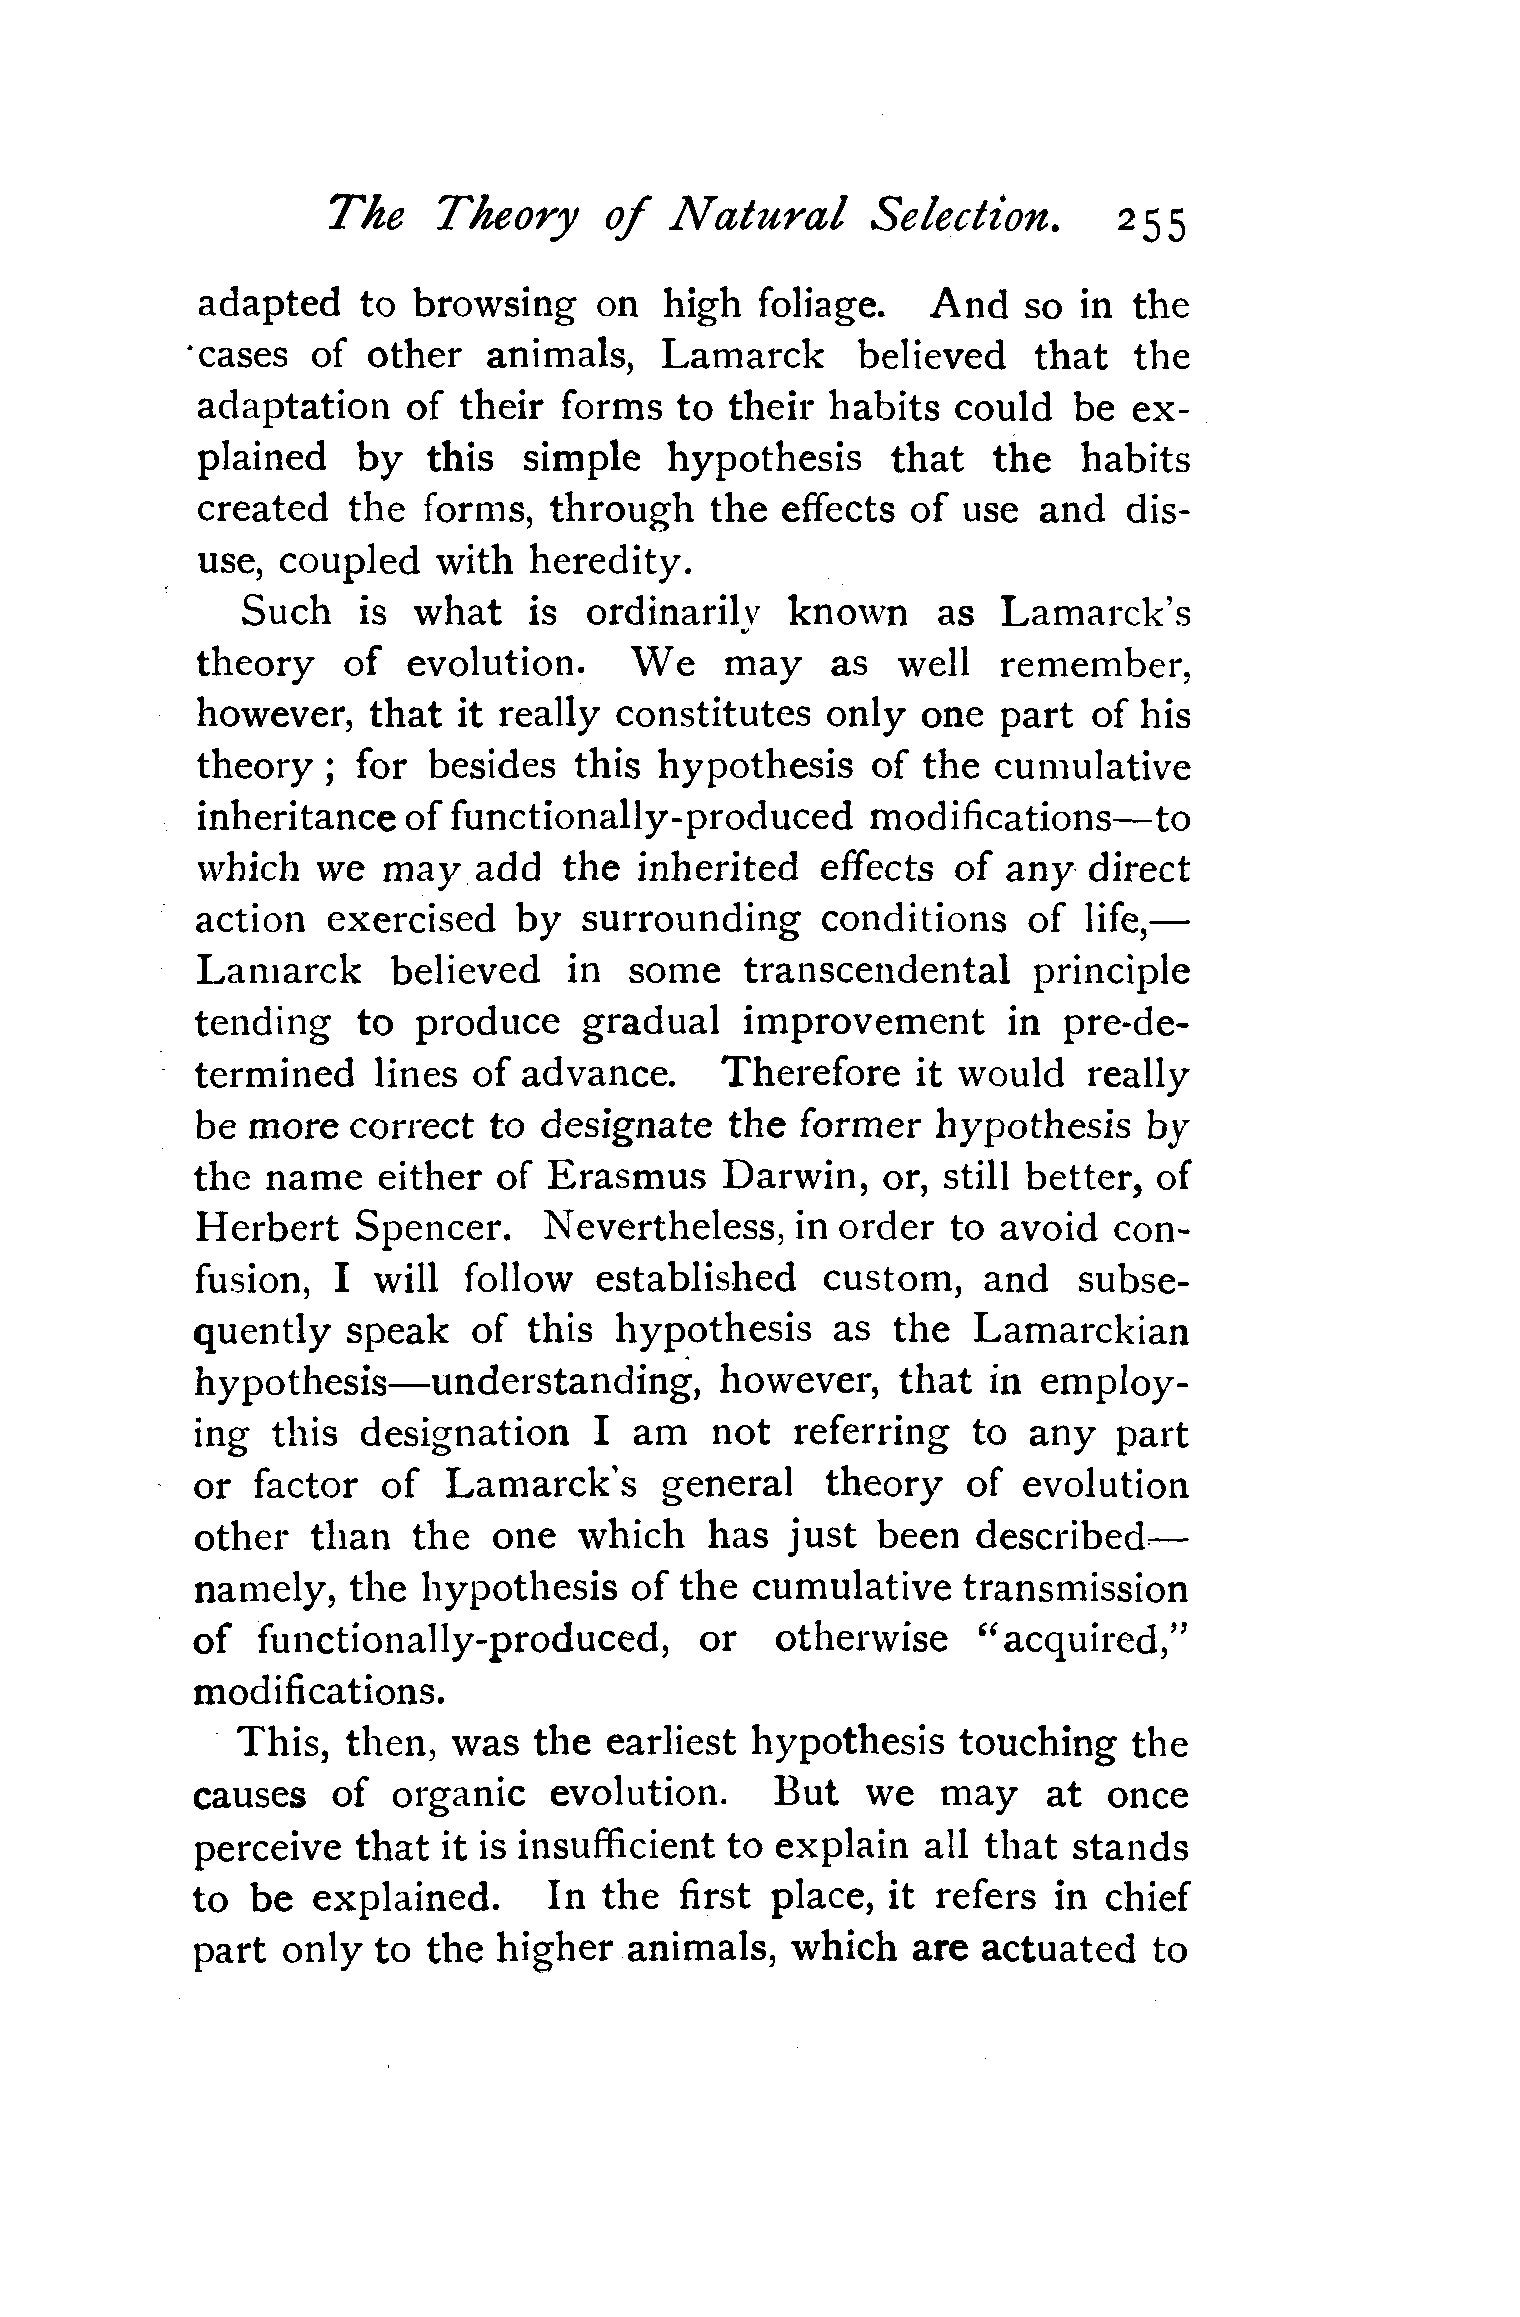 The Theory of Natural Selection. 255
adapted to browsing on high foliage. And so in the
cases of other animals, Lamarck believed that the
adaptation of their forms to their habits could be ex-
plained by this simple hypothesis that the habits
created the forms, through the effects of use and dis-
use, coupled with heredity.
Such is what is ordinarily known as Lamarck's
theory of evolution. We may as well remember,
however, that it really constitutes only one part of his
theory ; for besides this hypothesis of the cumulative
inheritance of functionally-produced modifications—to
which we may add the inherited effects of any direct
action exercised by surrounding conditions of life,—
Lamarck believed in some transcendental principle
tending to produce gradual improvement in pre-de-
termined lines of advance. Therefore it would really
be more correct to designate the former hypothesis by
the name either of Erasmus Darwin, or, still better, of
Herbert Spencer. Nevertheless, in order to avoid con-
fusion, I will follow established custom, and subse-
quently speak of this hypothesis as the Lamarckian
hypothesis—understanding, however, that in employ-
ing this designation I am not referring to any part
or factor of Lamarck's general theory of evolution
other than the one which has just been described—
namely, the hypothesis of the cumulative transmission
of functionally-produced, or otherwise “acquired,”
modifications.
This, then, was the earliest hypothesis touching the
causes of organic evolution. But we may at once
perceive that it is insufficient to explain all that stands
to be explained. In the first place, it refers in chief
part only to the higher animals, which are actuated to